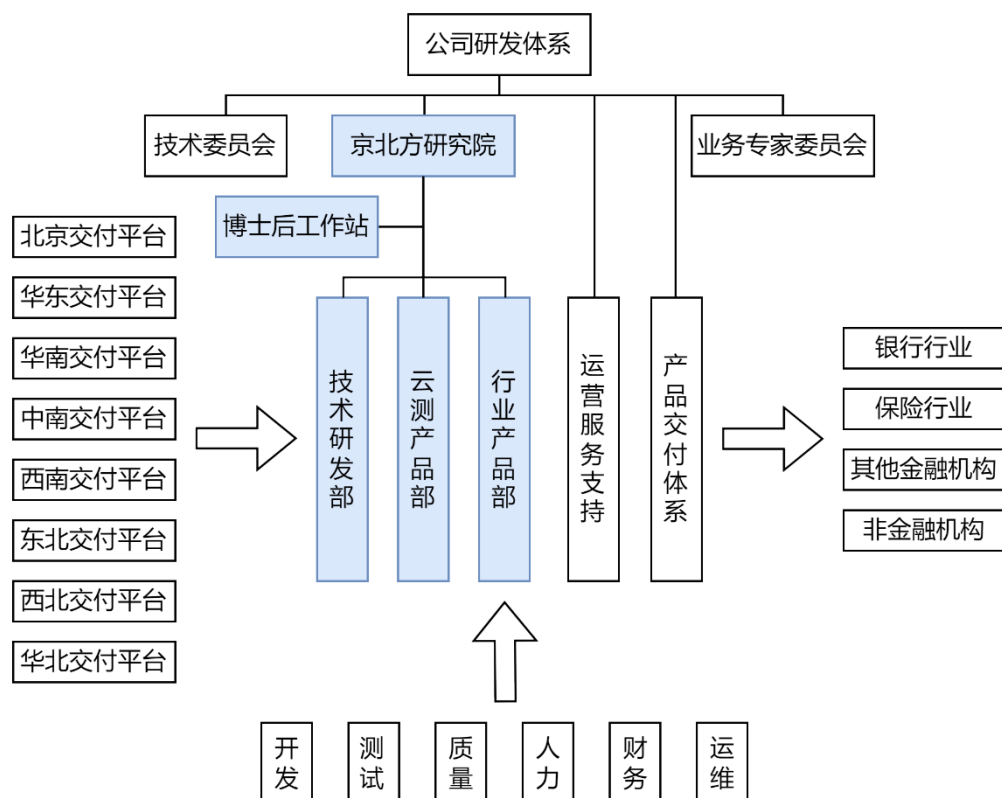 公司研发体系
技术委员会
京北方研究院
业务专家委员会
博士后工作站
北京交付平台
华东交付平台
华南交付平台
中南交付平台
西南交付平台
东北交付平台
西北交付平台
华北交付平台
技术研发部
云测产品部
行业产品部
运营服务支持
产品交付体系
银行行业
保险行业
其他金融机构
非金融机构
开发
测试
质量
人力
财务
运维